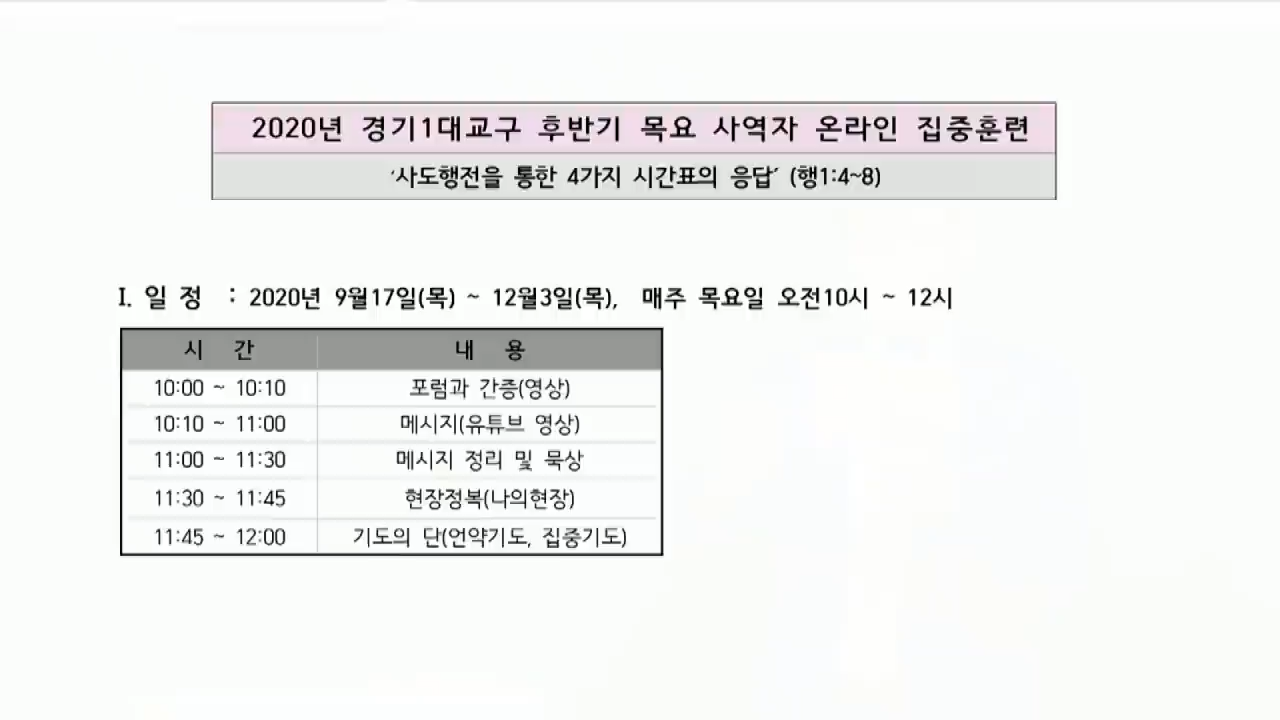 2020년 경기1대교구 후반기 목요 사역자 온라인 집중훈련
'사도행전을 통한 4가지 시간표의 응답' (행1:4~8)
I. 일 정 : 2020년 9월17일(목) ~ 12월3일(목), 매주 목요일 오전10시 ~ 12시
시 간 내 용
10:00 ~ 10:10 포럼과 간증(영상)
10:10 ~ 11:00 메시지(유튜브 영상)
11:00 ~ 11:30 메시지 정리 및 묵상
11:30 ~ 11:45 현장정복(나의현장)
11:45 ~ 12:00 기도의 단(언약기도, 집중기도)